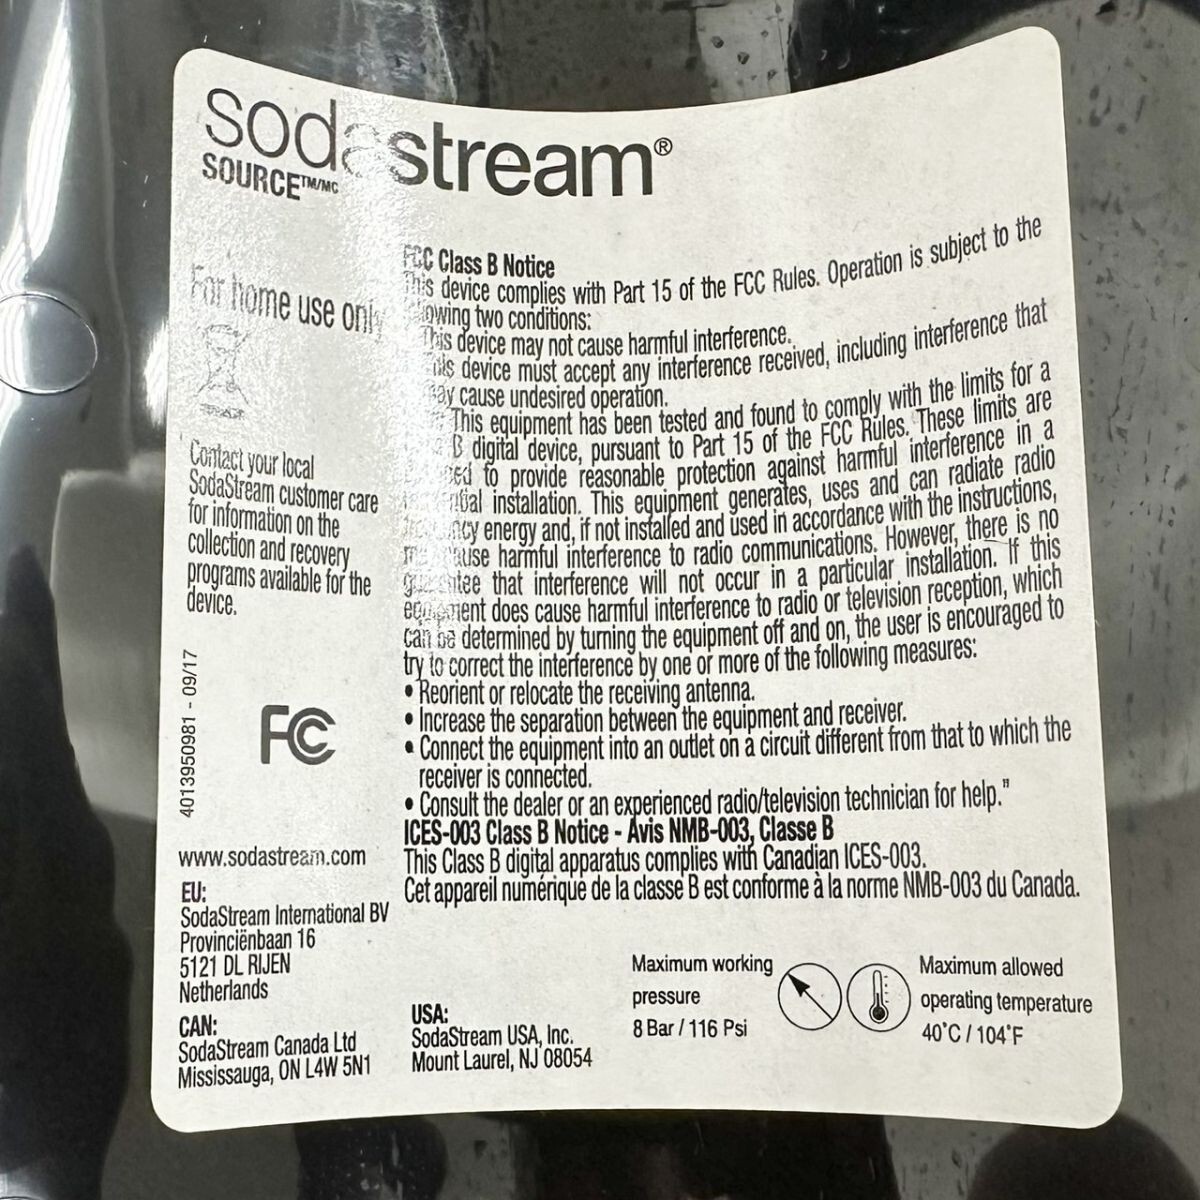 sodastream®
SOURCE™/MC
For home use only
Contact your local
SodaStream customer care
for information on the
collection and recovery
programs available for the
device.
4013950981 - 09/17
FC
www.sodastream.com
EU:
SodaStream International BV
Provinciënbaan 16
5121 DL RIJEN
Netherlands
CAN:
SodaStream Canada Ltd
Mississauga, ON L4W 5N1
FCC Class B Notice
This device complies with Part 15 of the FCC Rules. Operation is subject to the
two conditions:
This device may not cause harmful interference.
This device must accept any interference received, including interference that
may cause undesired operation.
This equipment has been tested and found to comply with the limits for a
B digital device, pursuant to Part 15 of the FCC Rules. These limits are
to provide reasonable protection against harmful interference in a
installation. This equipment generates, uses and can radiate radio
energy and, if not installed and used in accordance with the instructions,
harmful interference to radio communications. However, there is no
guarantee that interference will not occur in a particular installation. If this
equipment does cause harmful interference to radio or television reception, which
can be determined by turning the equipment off and on, the user is encouraged to
try to correct the interference by one or more of the following measures:
• Reorient or relocate the receiving antenna.
• Increase the separation between the equipment and receiver.
• Connect the equipment into an outlet on a circuit different from that to which the
receiver is connected.
• Consult the dealer or an experienced radio/television technician for help."
ICES-003 Class B Notice - Avis NMB-003, Classe B
This Class B digital apparatus complies with Canadian ICES-003.
Cet appareil numérique de la classe B est conforme à la norme NMB-003 du Canada.
USA:
SodaStream USA, Inc.
Mount Laurel, NJ 08054
Maximum working
pressure
8 Bar / 116 Psi
Maximum allowed
operating temperature
40°C / 104°F